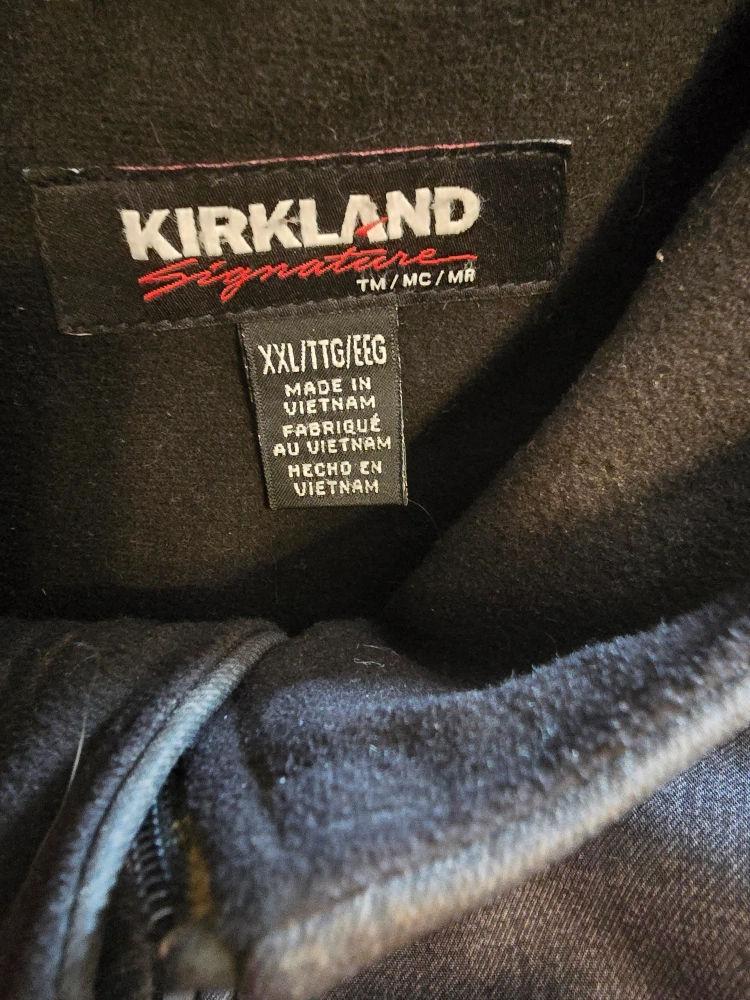 KIRKLAND
Signature
TM/MC/MR
XXL/TTG/EEG
MADE IN
VIETNAM
FABRIQUÉ
AU VIETNAM
HECHO EN
VIETNAM